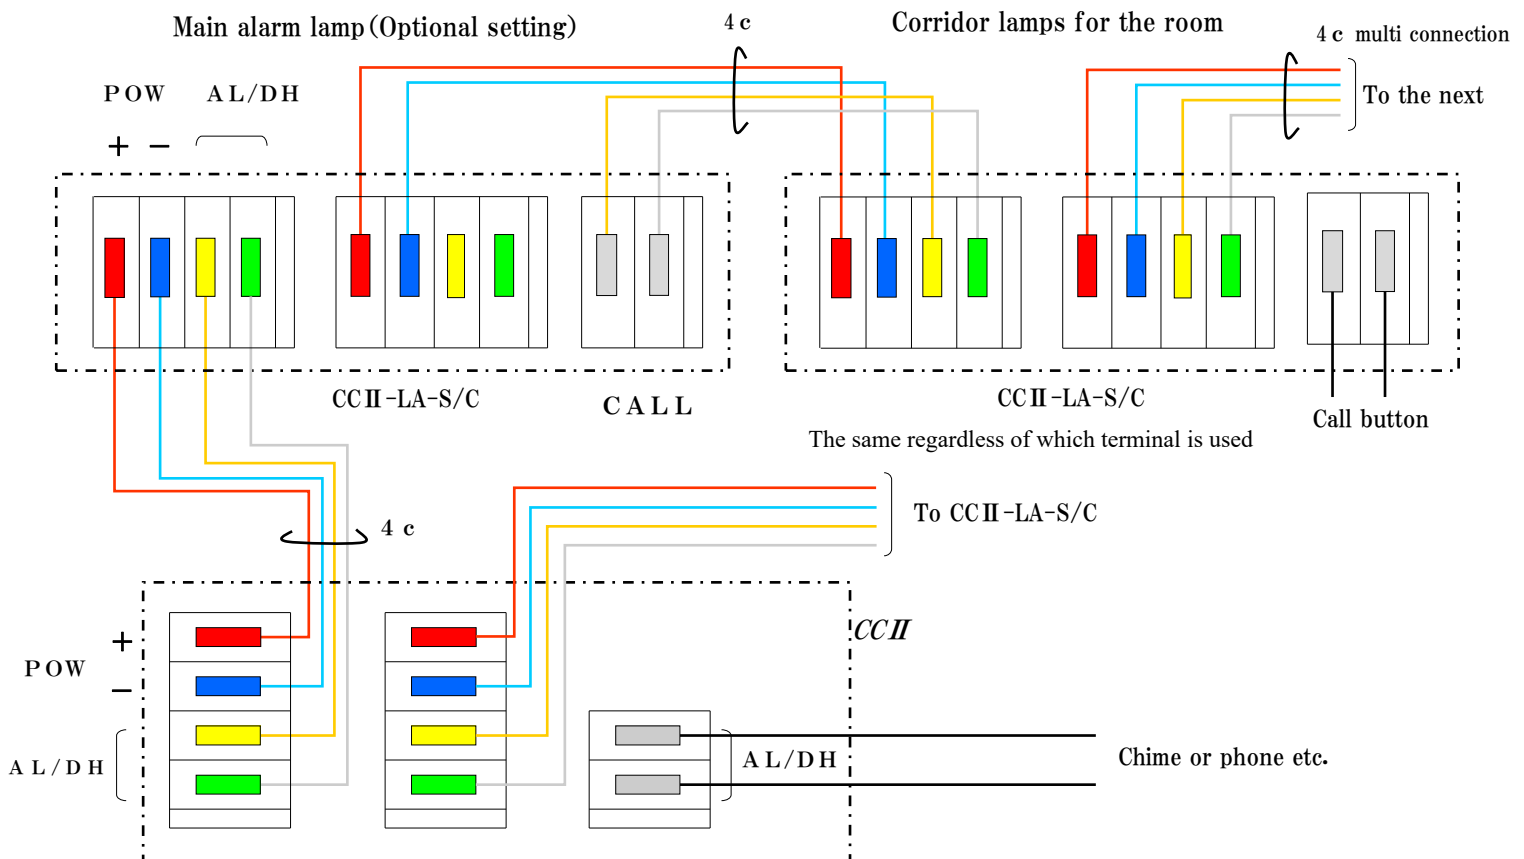 Main alarm lamp(Optional setting)
4 c
Corridor lamps for the room
4 c multi connection
To the next
POW
AL/DH
+ −
CCⅡ-LA-S/C
CALL
CCⅡ-LA-S/C
Call button
The same regardless of which terminal is used
4 c
To CCⅡ-LA-S/C
CCⅡ
+
POW
−
AL/DH
AL/DH
Chime or phone etc.